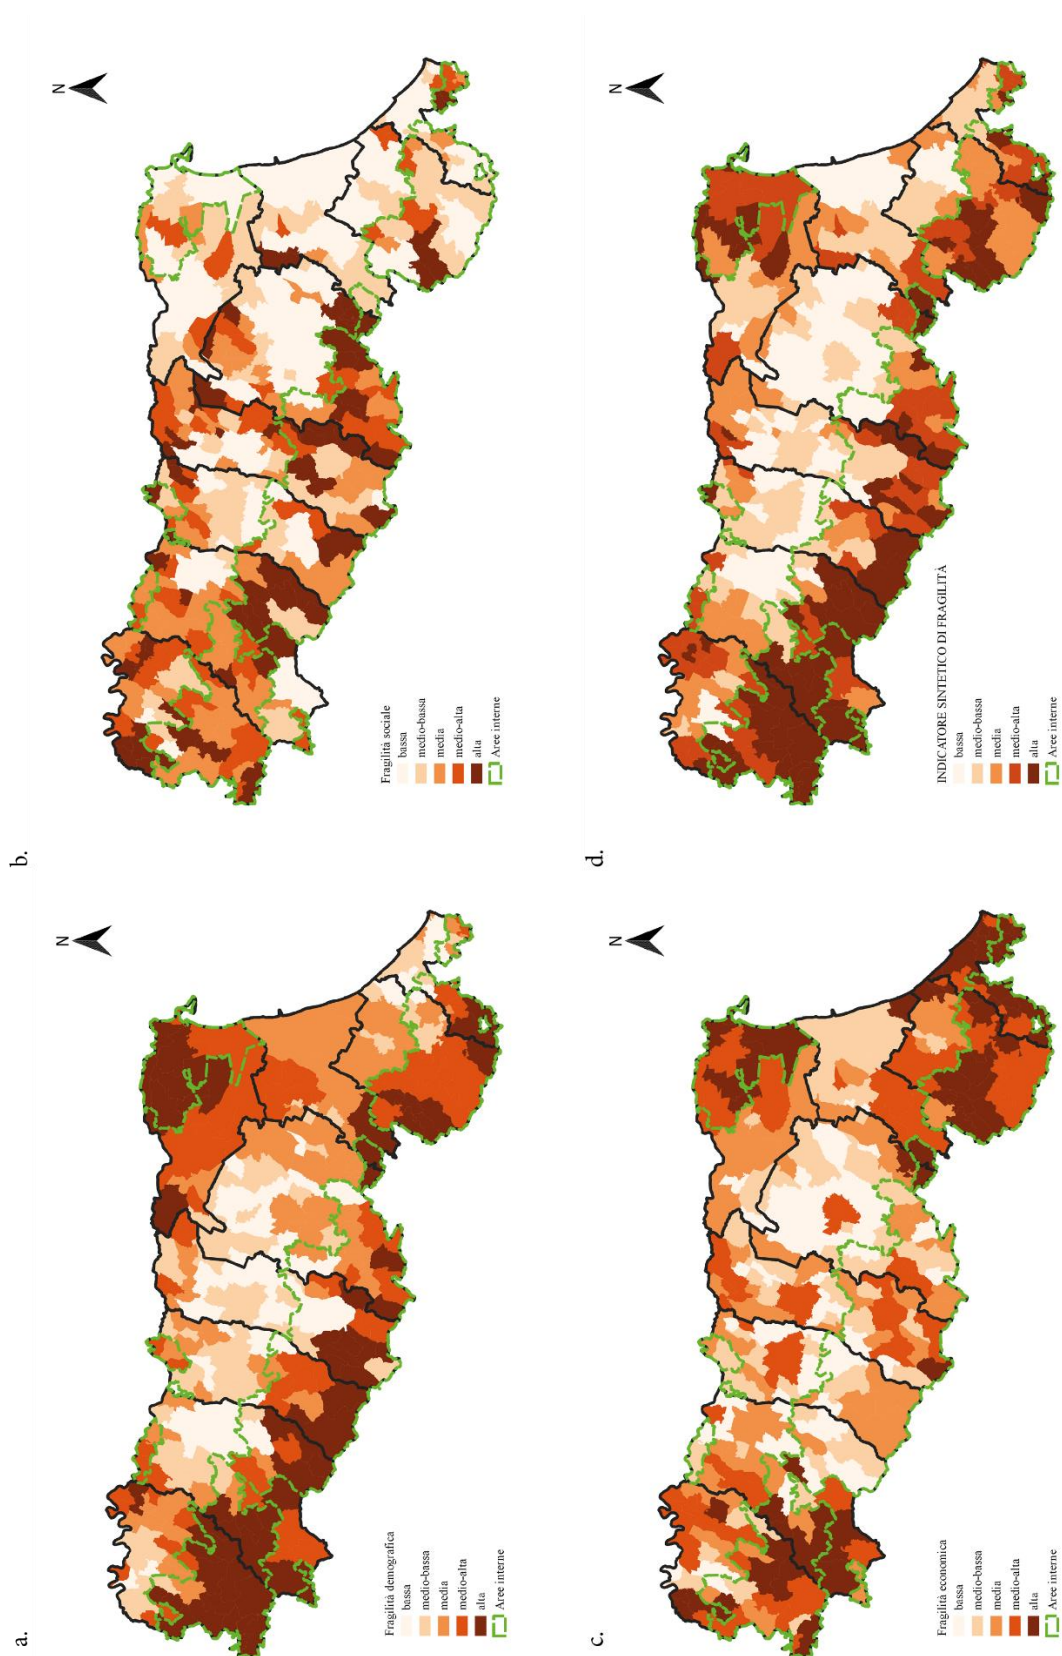 a.
N
Fragilità demografica
bassa
medio-bassa
media
medio-alta
alta
Aree interne
b.
N
Fragilità sociale
bassa
medio-bassa
media
medio-alta
alta
Aree interne
c.
N
Fragilità economica
bassa
medio-bassa
media
medio-alta
alta
Aree interne
d.
N
INDICATORE SINTETICO DI FRAGILITÀ
bassa
medio-bassa
media
medio-alta
alta
Aree interne